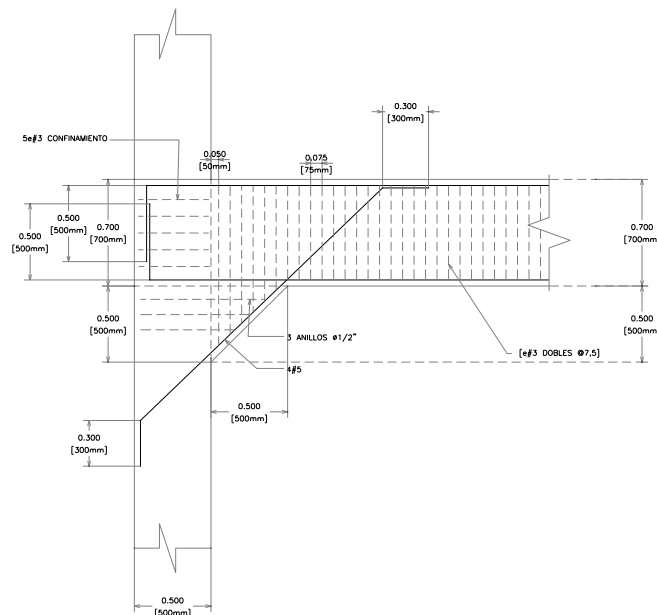 0.300
[300mm]
5e#3 CONFINAMIENTO
0.050
[50mm]
0.075
[75mm]
0.500
[500mm]
0.700
[700mm]
0.500
[500mm]
0.700
[700mm
0.500
[500mm]
0.500
[500mm
3 ANILLOS ø1/2"
[e#3 DOBLES @7,5]
4#5
0.500
[500mm]
0.300
[300mm]
0.500
[500mm]